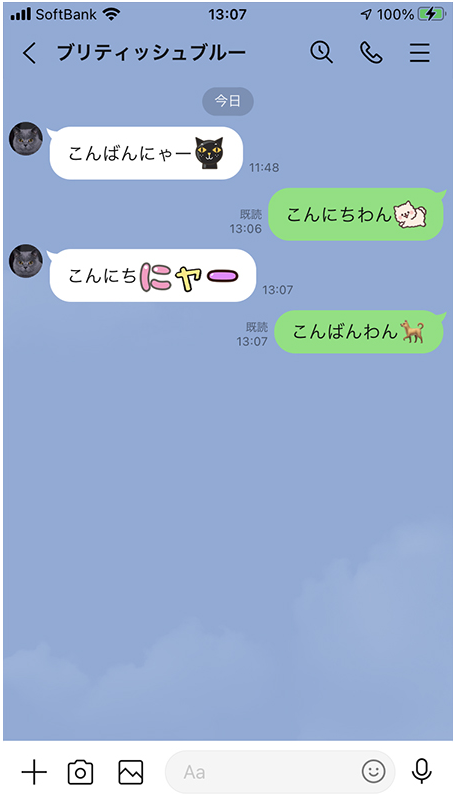 SoftBank 13:07 100%
ブリティッシュブルー
今日
こんばんにゃー
11:48
こんにちわん
既読
13:06
こんにちにャー
13:07
こんばんわん
既読
13:07
Aa